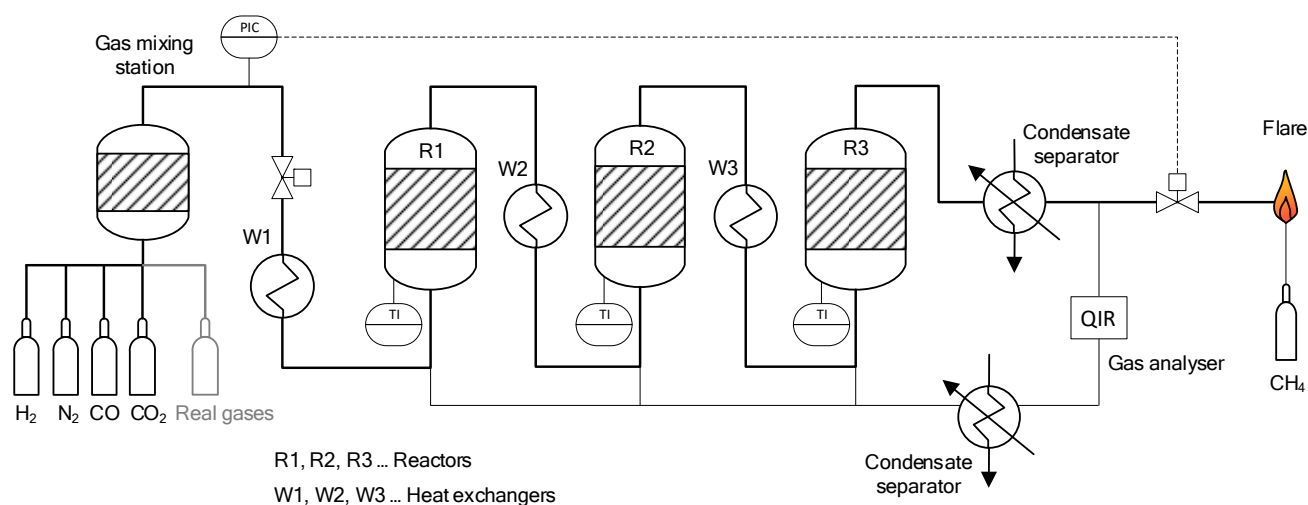 PIC
Gas mixing
station
R1
R2
R3
W1
W2
W3
Condensate
separator
Flare
TI
TI
TI
QIR
Gas analyser
H₂
N₂
CO
CO₂
Real gases
CH₄
Condensate
separator
R1, R2, R3 ... Reactors
W1, W2, W3 ... Heat exchangers